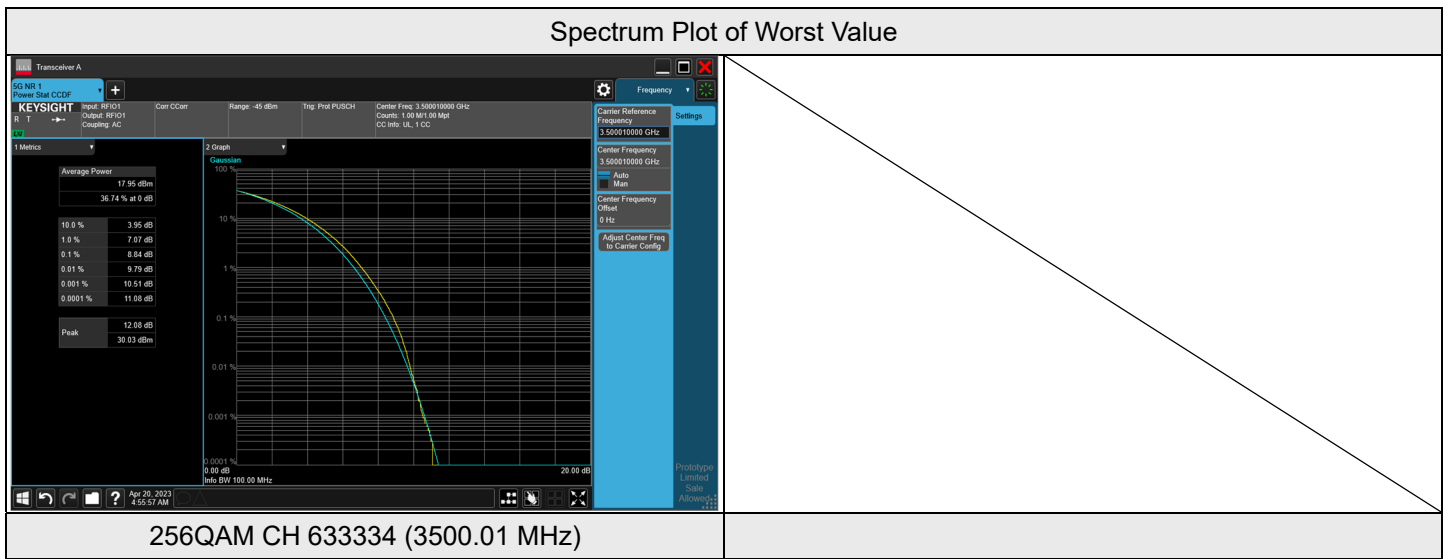 Spectrum Plot of Worst Value
Transceiver A
5G NR 1
Power Stat CCDF
+
Frequency
KEYSIGHT
R T
LXI
Input: RFIO1
Output: RFIO1
Coupling: AC
Corr CCorr
Range: -45 dBm
Trig: Prot PUSCH
Center Freq: 3.500010000 GHz
Counts: 1.00 M/1.00 Mpt
CC Info: UL, 1 CC
1 Metrics
Average Power
17.95 dBm
36.74 % at 0 dB
10.0 % 3.95 dB
1.0 % 7.07 dB
0.1 % 8.84 dB
0.01 % 9.79 dB
0.001 % 10.51 dB
0.0001 % 11.08 dB
Peak
12.08 dB
30.03 dBm
2 Graph
Gaussian
100 %
10 %
1 %
0.1 %
0.01 %
0.001 %
0.0001 %
0.00 dB
20.00 dB
Info BW 100.00 MHz
Carrier Reference
Frequency
3.500010000 GHz
Center Frequency
3.500010000 GHz
Auto
Man
Center Frequency
Offset
0 Hz
Adjust Center Freq
to Carrier Config
Settings
Prototype
Limited
Sale
Allowed
?
Apr 20, 2023
4:55:57 AM
256QAM CH 633334 (3500.01 MHz)